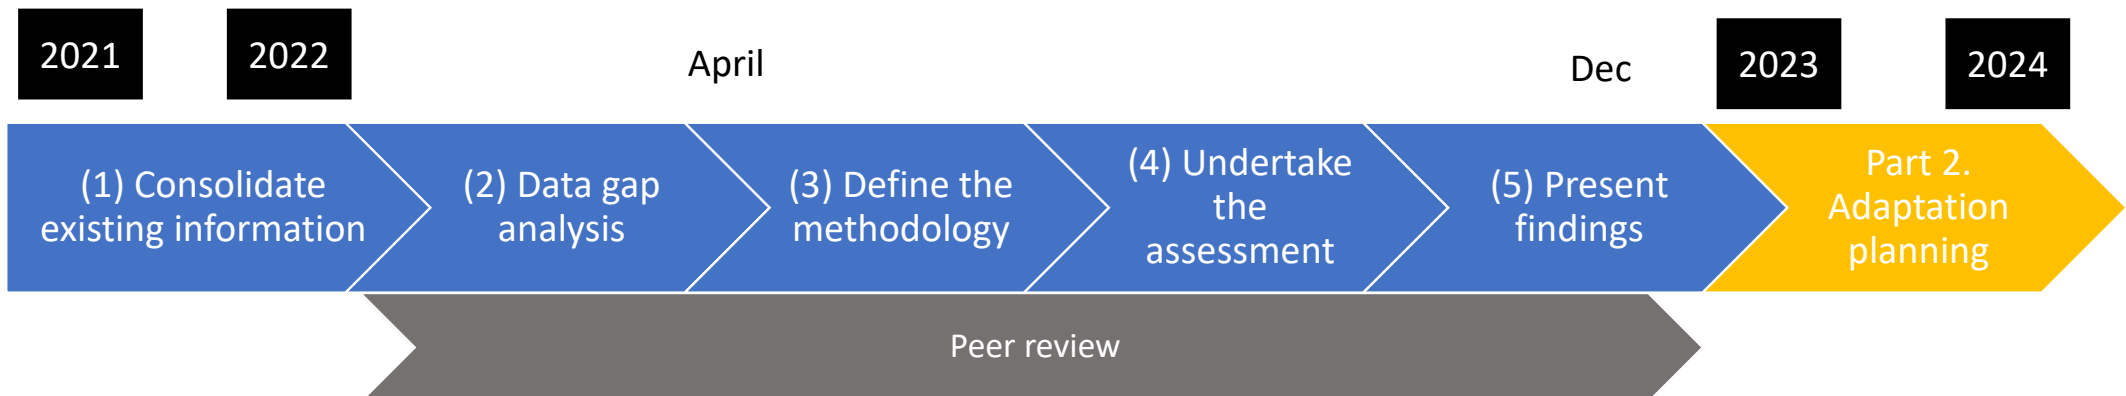 2021
2022
April
Dec
2023
2024
(1) Consolidate
existing information
(2) Data gap
analysis
(3) Define the
methodology
(4) Undertake
the
assessment
(5) Present
findings
Part 2.
Adaptation
planning
Peer review